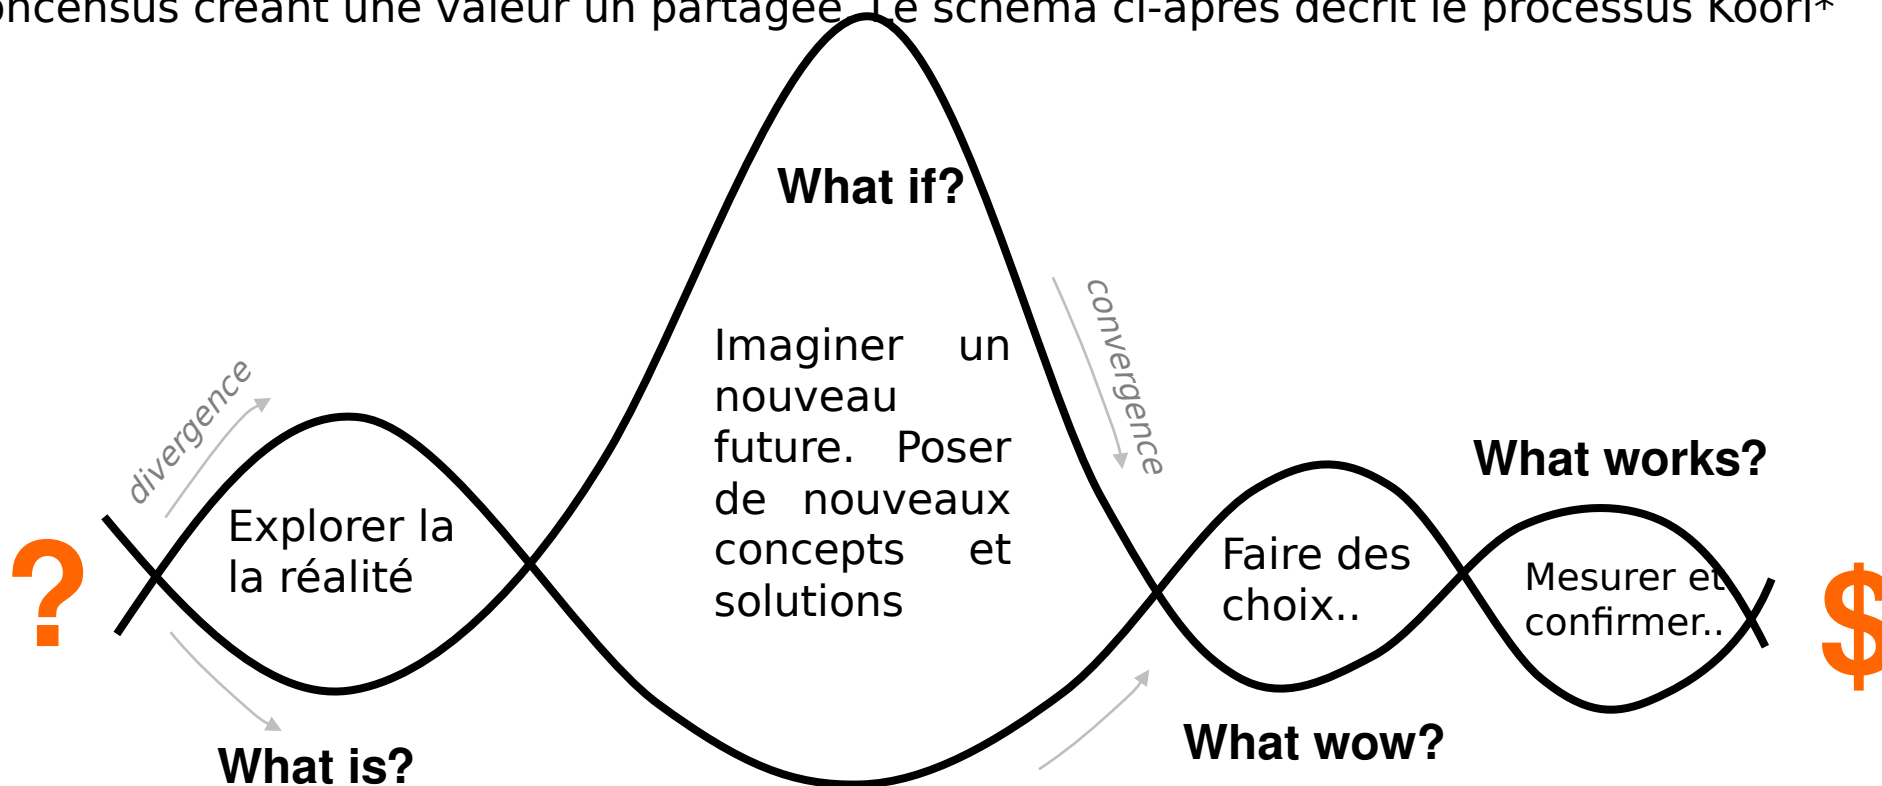 oncensus créant une valeur un partagée. Le schéma ci-après décrit le processus Koori*
What if?
Imaginer un
nouveau
future. Poser
de nouveaux
concepts et
solutions
divergence
convergence
Explorer la
la réalité
What is?
Faire des
choix..
What wow?
What works?
Mesurer et
confirmer..
?
$